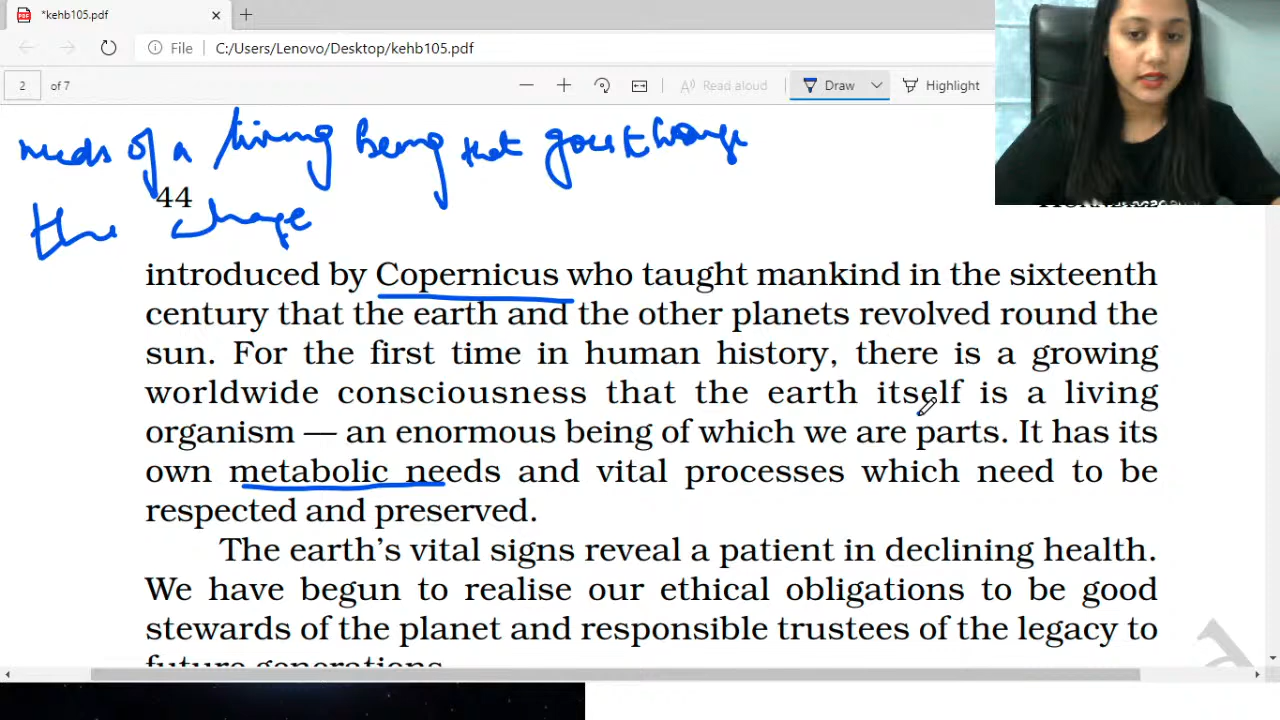 *kehb105.pdf
File C:/Users/Lenovo/Desktop/kehb105.pdf
2 of 7 Read aloud Draw Highlight
needs of a living being that goes through
44
the change
introduced by Copernicus who taught mankind in the sixteenth
century that the earth and the other planets revolved round the
sun. For the first time in human history, there is a growing
worldwide consciousness that the earth itself is a living
organism — an enormous being of which we are parts. It has its
own metabolic needs and vital processes which need to be
respected and preserved.
The earth’s vital signs reveal a patient in declining health.
We have begun to realise our ethical obligations to be good
stewards of the planet and responsible trustees of the legacy to
future generations.